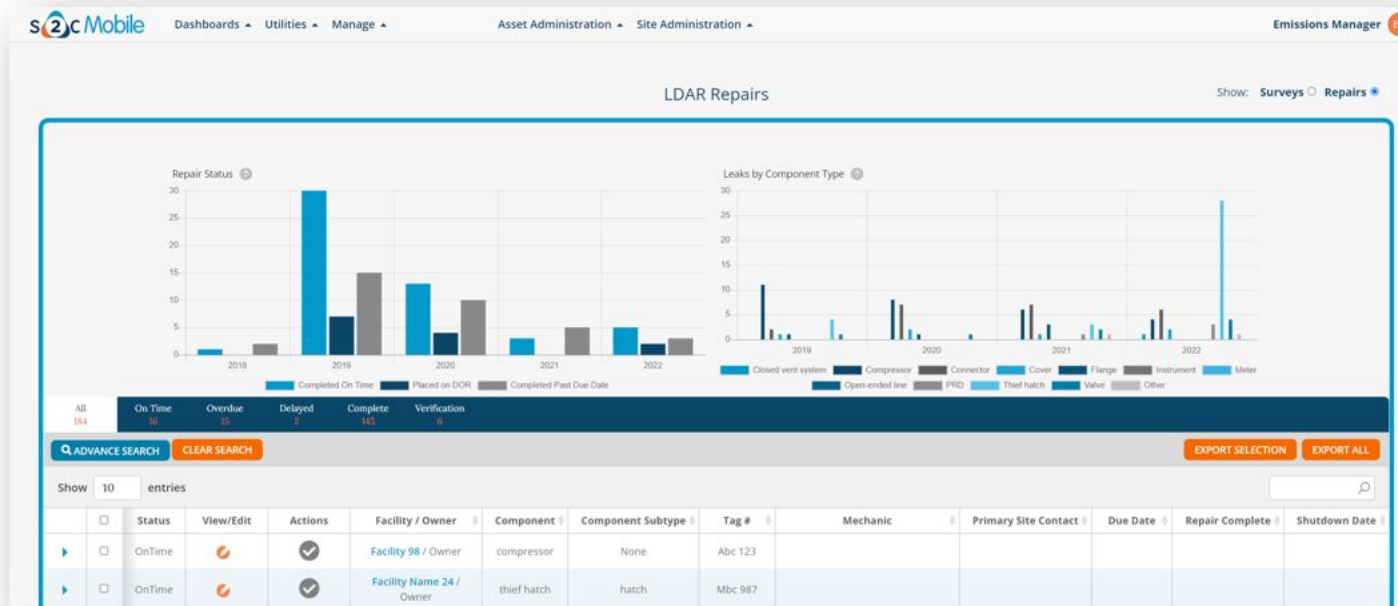 s2c Mobile Dashboards Utilities Manage Asset Administration Site Administration Emissions Manager
LDAR Repairs
Show: Surveys Repairs
Repair Status ?
30
25
20
15
10
5
0
2018 2019 2020 2021 2022
Completed On Time Placed on DOR Completed Past Due Date
Leaks by Component Type ?
30
25
20
15
10
5
0
2019 2020 2021 2022
Closed vent system Compressor Connector Cover Flange Instrument Meter
Open-ended line PRD Thief hatch Valve Other
All On Time Overdue Delayed Complete Verification
184 16 15 2 145 6
ADVANCE SEARCH CLEAR SEARCH EXPORT SELECTION EXPORT ALL
Show 10 entries
Status View/Edit Actions Facility / Owner Component Component Subtype Tag # Mechanic Primary Site Contact Due Date Repair Complete Shutdown Date
OnTime Facility 98 / Owner compressor None Abc 123
OnTime Facility Name 24 / Owner thief hatch hatch Mbc 987